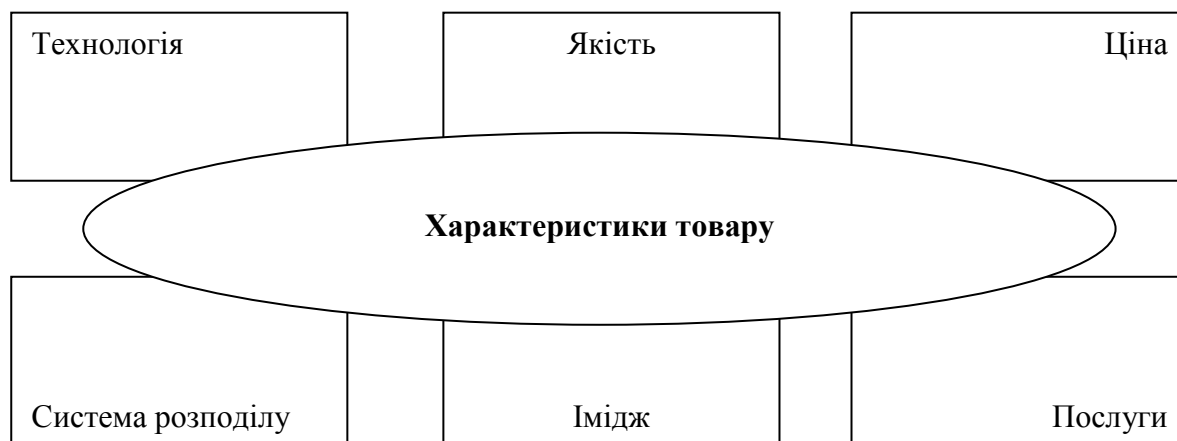 Технологія
Якість
Ціна
Характеристики товару
Система розподілу
Імідж
Послуги